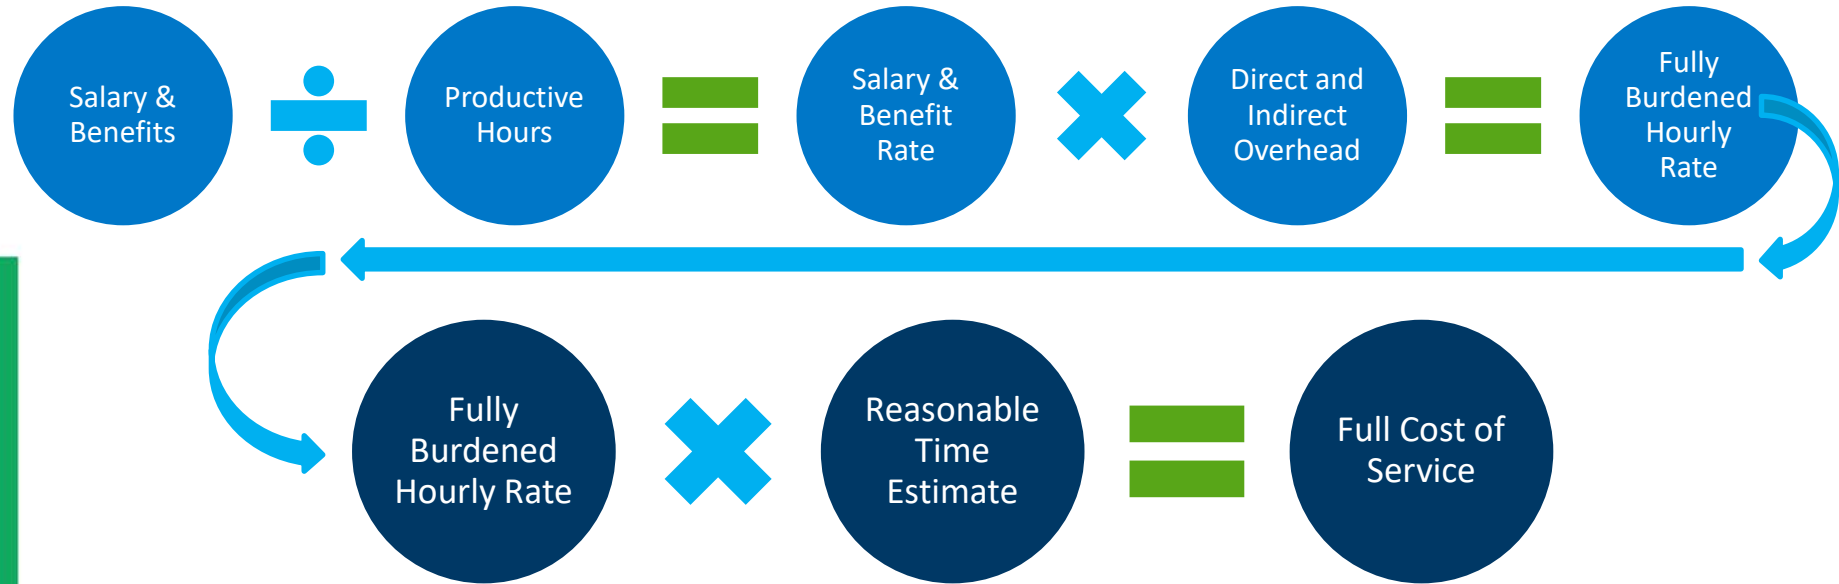 Salary &
Benefits
Productive
Hours
Salary &
Benefit
Rate
Direct and
Indirect
Overhead
Fully
Burdened
Hourly
Rate
Fully
Burdened
Hourly Rate
Reasonable
Time
Estimate
Full Cost of
Service